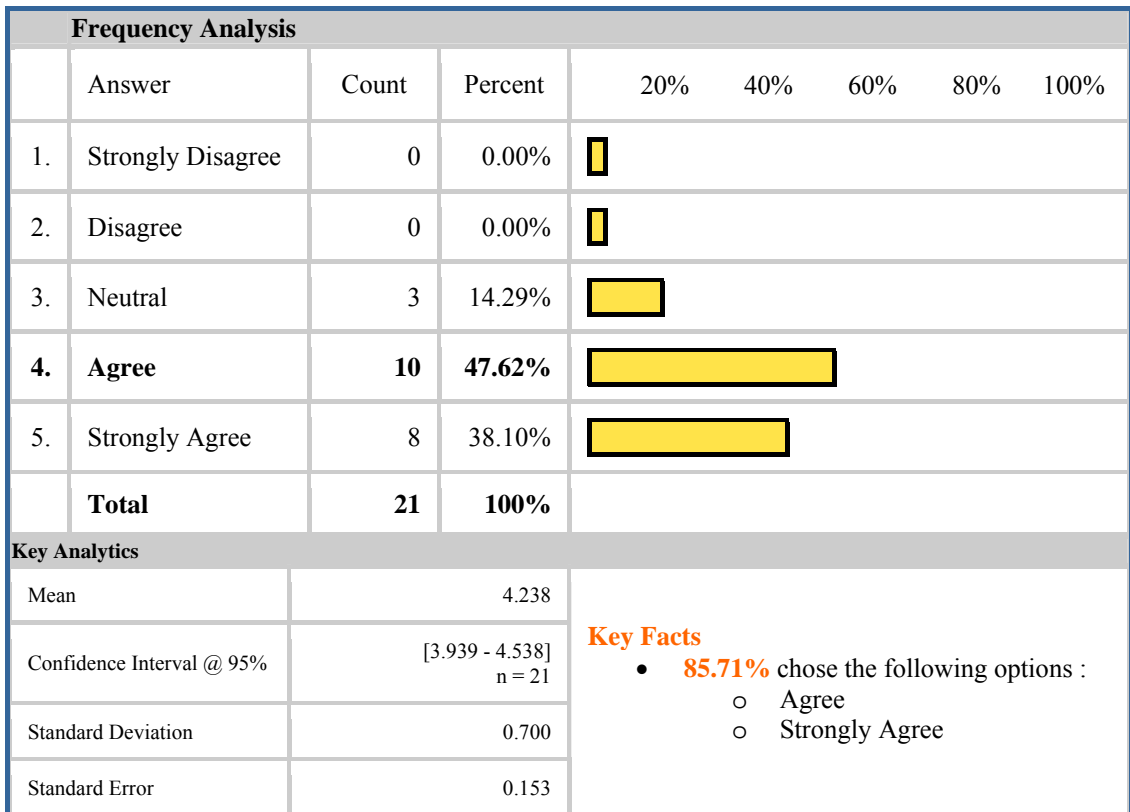 Frequency Analysis
Answer Count Percent 20% 40% 60% 80% 100%
1. Strongly Disagree 0 0.00%
2. Disagree 0 0.00%
3. Neutral 3 14.29%
4. Agree 10 47.62%
5. Strongly Agree 8 38.10%
Total 21 100%
Key Analytics
Mean 4.238
Confidence Interval @ 95% [3.939 - 4.538]
n = 21
Standard Deviation 0.700
Standard Error 0.153
Key Facts
• 85.71% chose the following options :
o Agree
o Strongly Agree